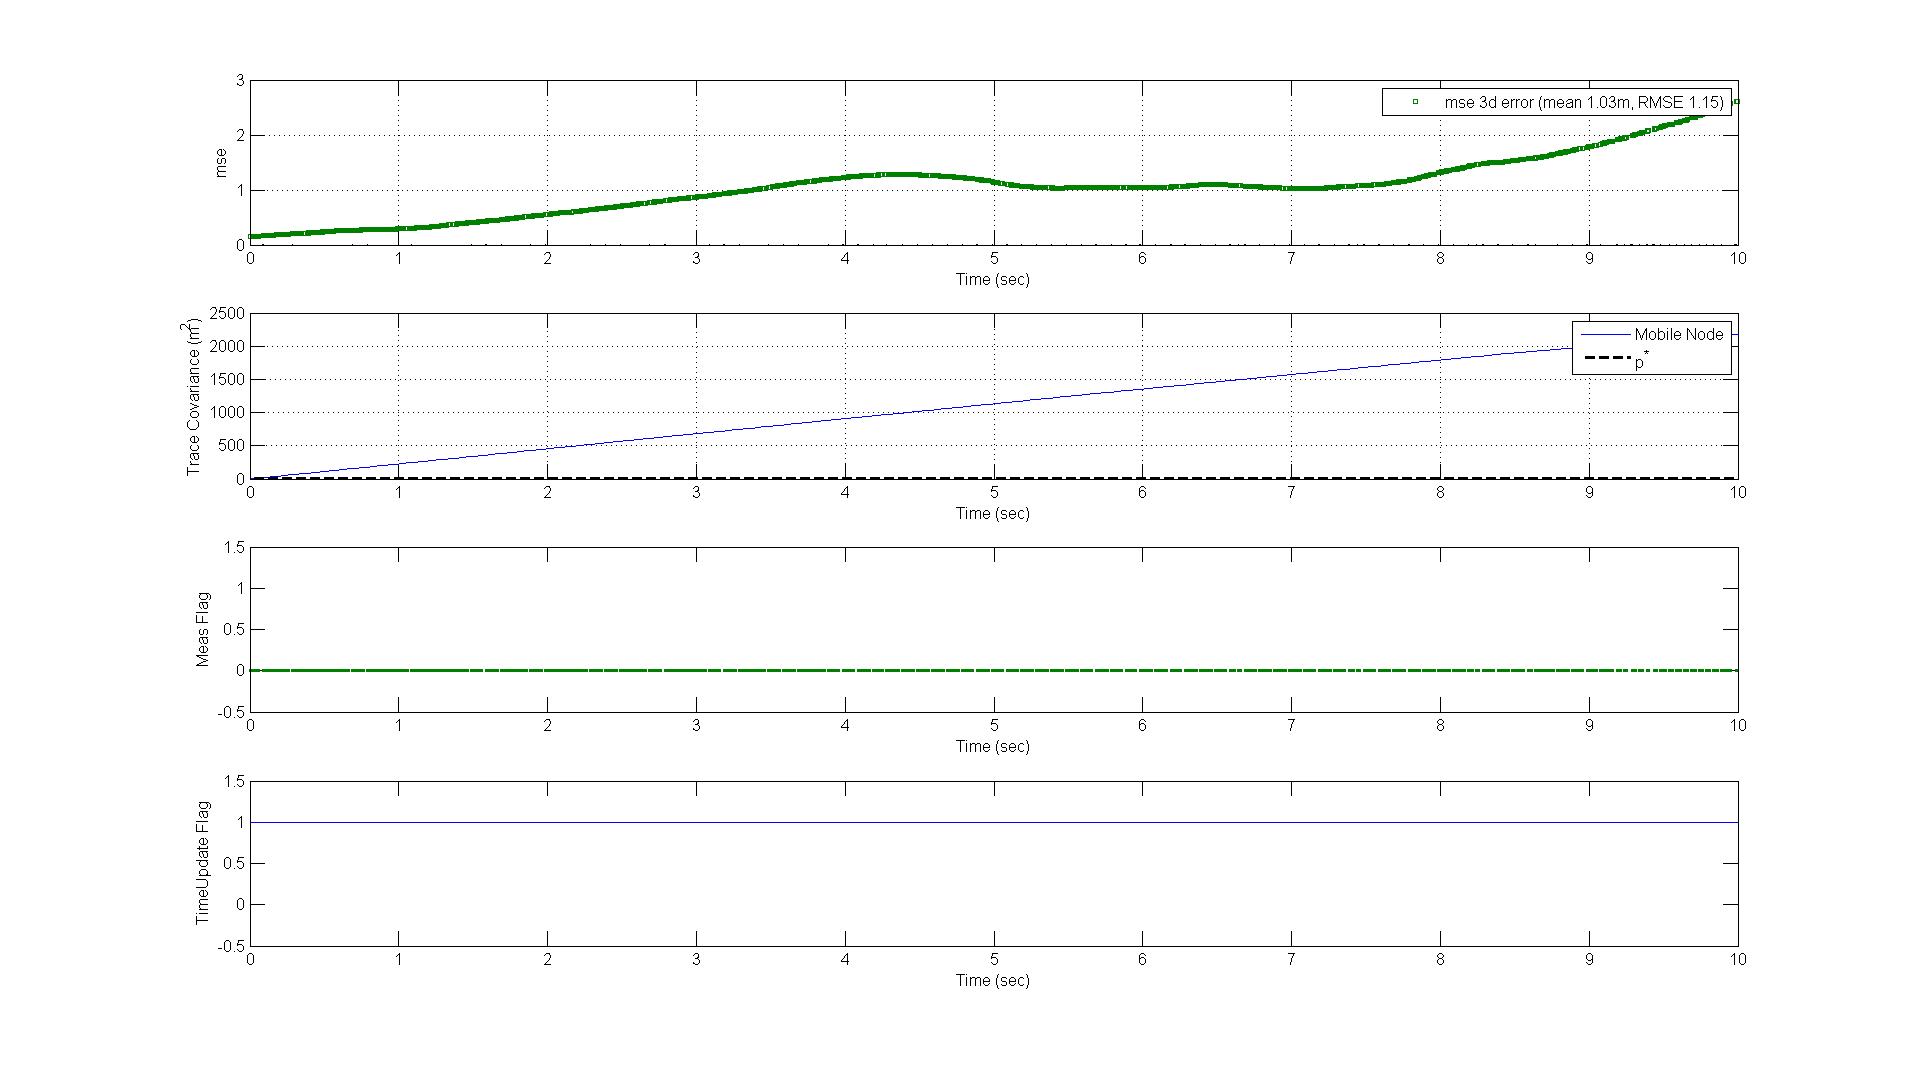 3
2
1
0
mse
mse 3d error (mean 1.03m, RMSE 1.15)
0 1 2 3 4 5 6 7 8 9 10
Time (sec)
2500
2000
1500
1000
500
0
Trace Covariance (m²)
Mobile Node
p*
0 1 2 3 4 5 6 7 8 9 10
Time (sec)
1.5
1
0.5
0
-0.5
Meas Flag
0 1 2 3 4 5 6 7 8 9 10
Time (sec)
1.5
1
0.5
0
-0.5
TimeUpdate Flag
0 1 2 3 4 5 6 7 8 9 10
Time (sec)